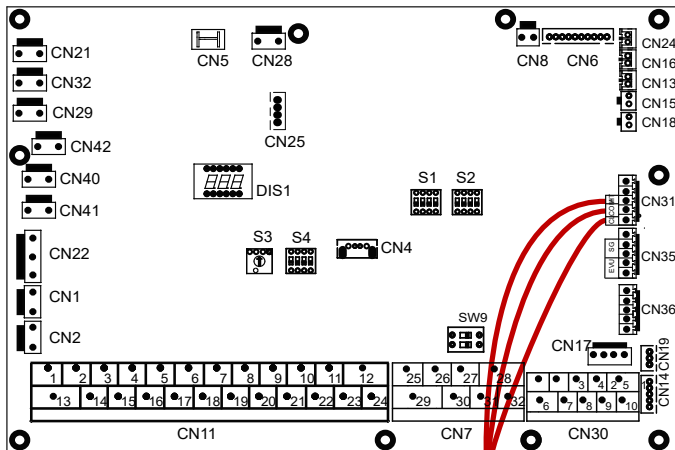 CN21
CN5
CN28
CN8
CN6
CN24
CN32
CN16
CN13
CN29
CN15
CN25
CN18
CN42
CN40
DIS1
S1
S2
CN31
CN41
CN22
S3
S4
CN4
SG
EVU
CN35
CN1
CN36
SW9
CN2
CN17
CN19
1 2 3 4 5 6 7 8 9 10 11 12
25 26 27 28
3 4 2 5
CN14
13 14 15 16 17 18 19 20 21 22 23 24
29 30 31 32
6 7 8 9 10
CN11
CN7
CN30